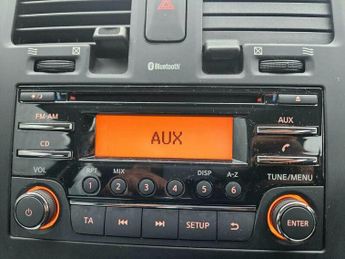 Bluetooth
FM·AM
AUX
AUX
CD
VOL
RPT MIX DISP A-Z
1 2 3 4 5 6
TUNE/MENU
TA SETUP
ENTER